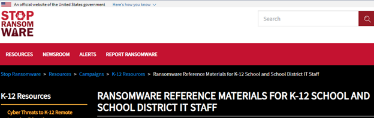 An official website of the United States government Here's how you know
STOP
RANSOM
WARE
Search
RESOURCES NEWSROOM ALERTS REPORT RANSOMWARE
Stop Ransomware » Resources » Campaigns » K-12 Resources » Ransomware Reference Materials for K-12 School and School District IT Staff
K-12 Resources
Cyber Threats to K-12 Remote
RANSOMWARE REFERENCE MATERIALS FOR K-12 SCHOOL AND
SCHOOL DISTRICT IT STAFF